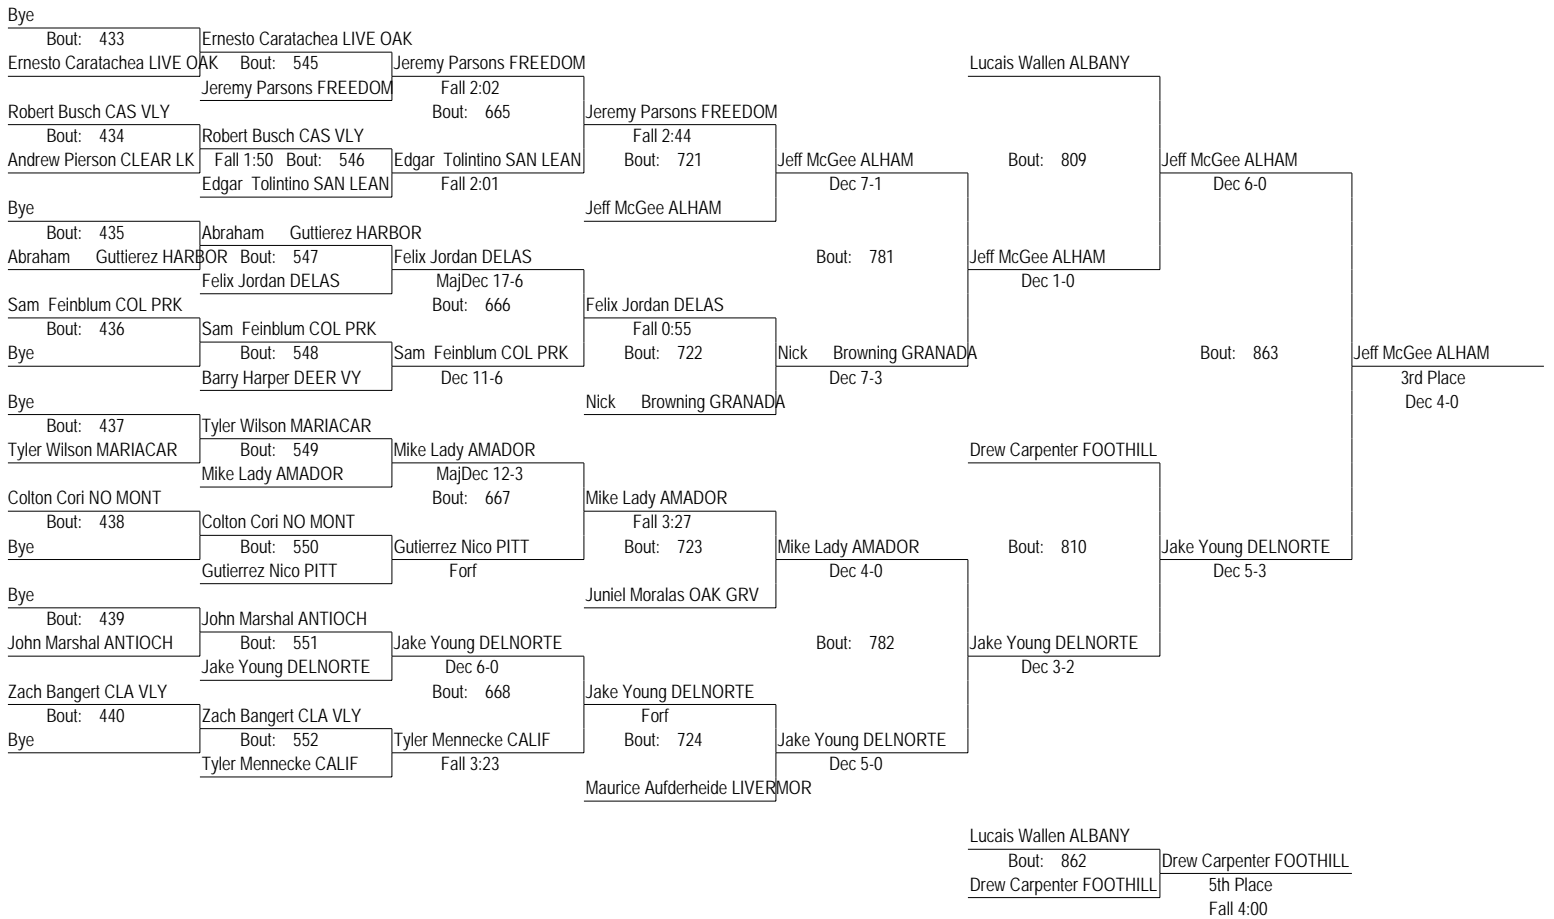 Bye
Bout: 433
Ernesto Caratachea LIVE OAK
Robert Busch CAS VLY
Bout: 434
Andrew Pierson CLEAR LK
Bye
Bout: 435
Abraham Guttierez HARBOR
Sam Feinblum COL PRK
Bout: 436
Bye
Bye
Bout: 437
Tyler Wilson MARIACAR
Colton Cori NO MONT
Bout: 438
Bye
Bye
Bout: 439
John Marshal ANTIOCH
Zach Bangert CLA VLY
Bout: 440
Bye
Ernesto Caratachea LIVE OAK
Bout: 545
Jeremy Parsons FREEDOM
Robert Busch CAS VLY
Fall 1:50 Bout: 546
Edgar Tolintino SAN LEAN
Abraham Guttierez HARBOR
Bout: 547
Felix Jordan DELAS
Sam Feinblum COL PRK
Bout: 548
Barry Harper DEER VY
Tyler Wilson MARIACAR
Bout: 549
Mike Lady AMADOR
Colton Cori NO MONT
Bout: 550
Gutierrez Nico PITT
John Marshal ANTIOCH
Bout: 551
Jake Young DELNORTE
Zach Bangert CLA VLY
Bout: 552
Tyler Mennecke CALIF
Jeremy Parsons FREEDOM
Fall 2:02
Bout: 665
Edgar Tolintino SAN LEAN
Fall 2:01
Felix Jordan DELAS
MajDec 17-6
Bout: 666
Sam Feinblum COL PRK
Dec 11-6
Mike Lady AMADOR
MajDec 12-3
Bout: 667
Gutierrez Nico PITT
Forf
Jake Young DELNORTE
Dec 6-0
Bout: 668
Tyler Mennecke CALIF
Fall 3:23
Jeremy Parsons FREEDOM
Fall 2:44
Bout: 721
Jeff McGee ALHAM
Felix Jordan DELAS
Fall 0:55
Bout: 722
Nick Browning GRANADA
Mike Lady AMADOR
Fall 3:27
Bout: 723
Juniel Moralas OAK GRV
Jake Young DELNORTE
Forf
Bout: 724
Maurice Aufderheide LIVERMOR
Jeff McGee ALHAM
Dec 7-1
Bout: 781
Nick Browning GRANADA
Dec 7-3
Mike Lady AMADOR
Dec 4-0
Bout: 782
Jake Young DELNORTE
Dec 5-0
Lucais Wallen ALBANY
Bout: 809
Jeff McGee ALHAM
Dec 1-0
Drew Carpenter FOOTHILL
Bout: 810
Jake Young DELNORTE
Dec 3-2
Jeff McGee ALHAM
Dec 6-0
Bout: 863
Jake Young DELNORTE
Dec 5-3
Jeff McGee ALHAM
3rd Place
Dec 4-0
Lucais Wallen ALBANY
Bout: 862
Drew Carpenter FOOTHILL
Drew Carpenter FOOTHILL
5th Place
Fall 4:00